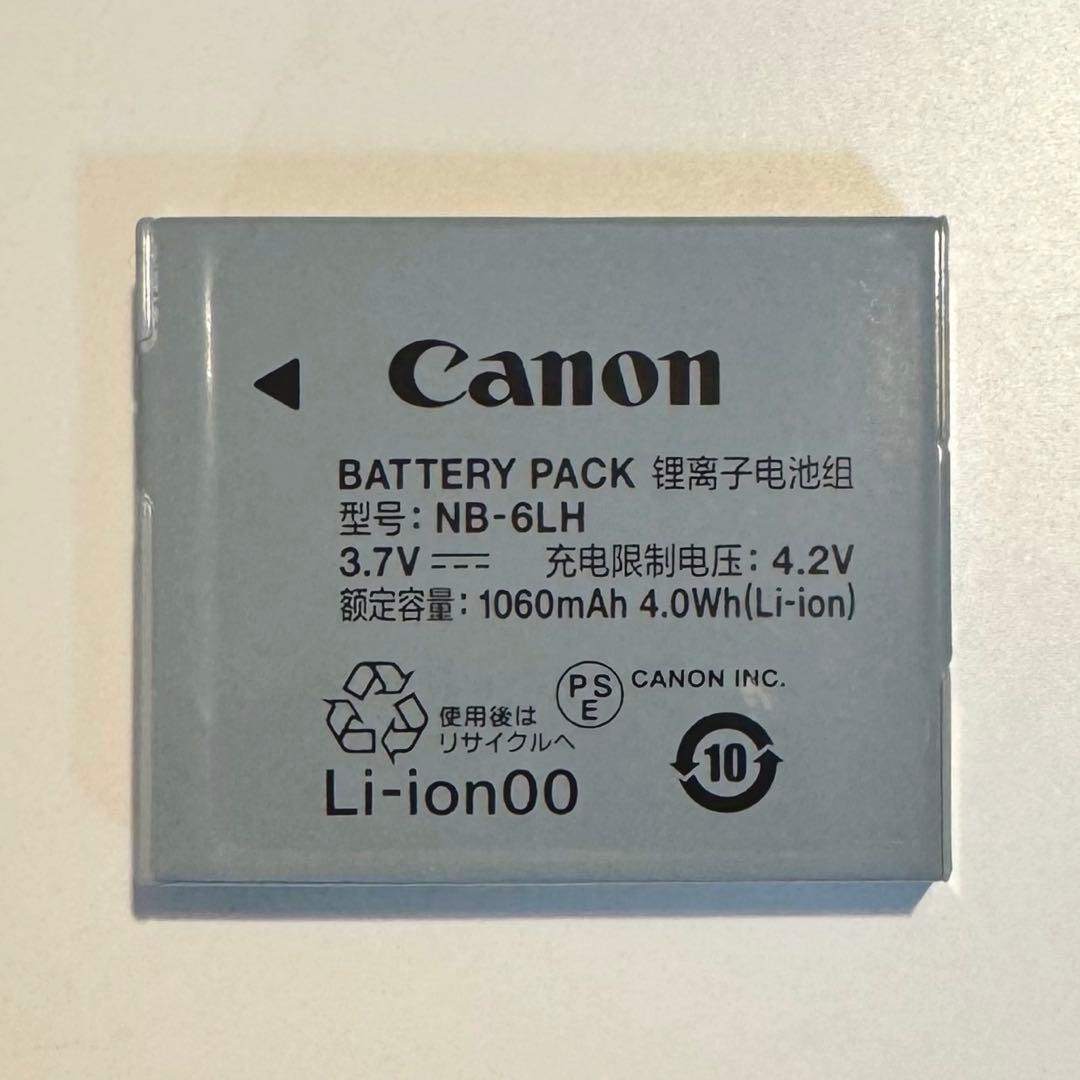 Canon
BATTERY PACK 锂离子电池组
型号: NB-6LH
3.7V 充电限制电压: 4.2V
额定容量: 1060mAh 4.0Wh(Li-ion)
PSE CANON INC.
使用後は
リサイクルへ
10
Li-ion00